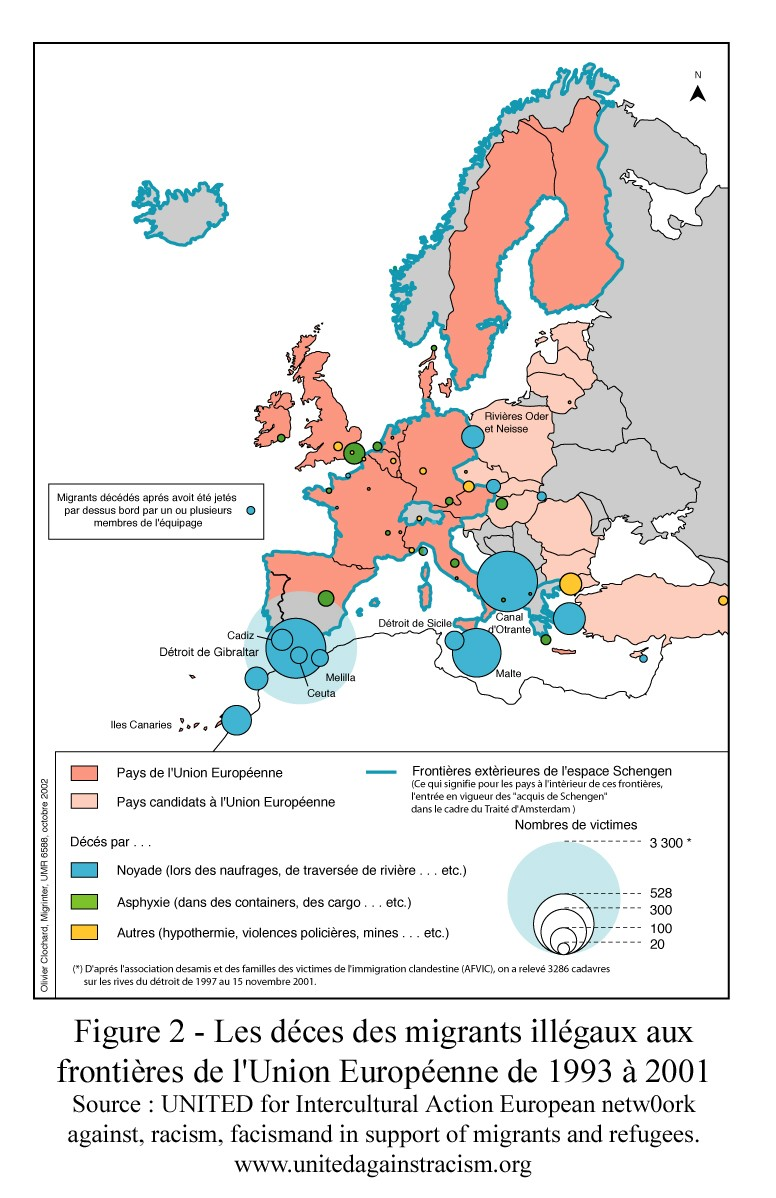 N
Rivières Oder
et Neisse
Migrants décédés aprés avoit été jetés
par dessus bord par un ou plusieurs
membres de l'équipage
Cadiz
Détroit de Gibraltar
Détroit de Sicile
Canal
d'Otrante
Melilla
Ceuta
Malte
Iles Canaries
Pays de l'Union Européenne
Pays candidats à l'Union Européenne
Frontières extèrieures de l'espace Schengen
(Ce qui signifie pour les pays à l'intérieur de ces frontières,
l'entrée en vigueur des "acquis de Schengen"
dans le cadre du Traité d'Amsterdam )
Décés par . . .
Noyade (lors des naufrages, de traversée de rivière . . . etc.)
Asphyxie (dans des containers, des cargo . . . etc.)
Autres (hypothermie, violences policières, mines . . . etc.)
Nombres de victimes
3 300 *
528
300
100
20
(*) D'aprés l'association desamis et des familles des victimes de l'immigration clandestine (AFVIC), on a relevé 3286 cadavres
sur les rives du détroit de 1997 au 15 novembre 2001.
Olivier Clochard, Migrinter, UMR 6588, octobre 2002
Figure 2 - Les déces des migrants illégaux aux
frontières de l'Union Européenne de 1993 à 2001
Source : UNITED for Intercultural Action European netw0ork
against, racism, facismand in support of migrants and refugees.
www.unitedagainstracism.org